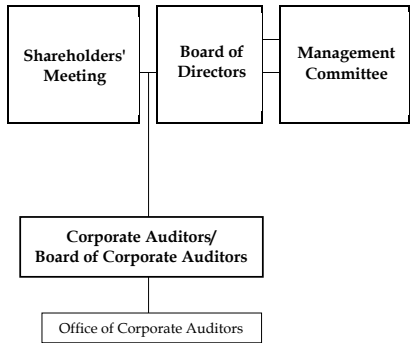 Shareholders'
Meeting
Board of
Directors
Management
Committee
Corporate Auditors/
Board of Corporate Auditors
Office of Corporate Auditors